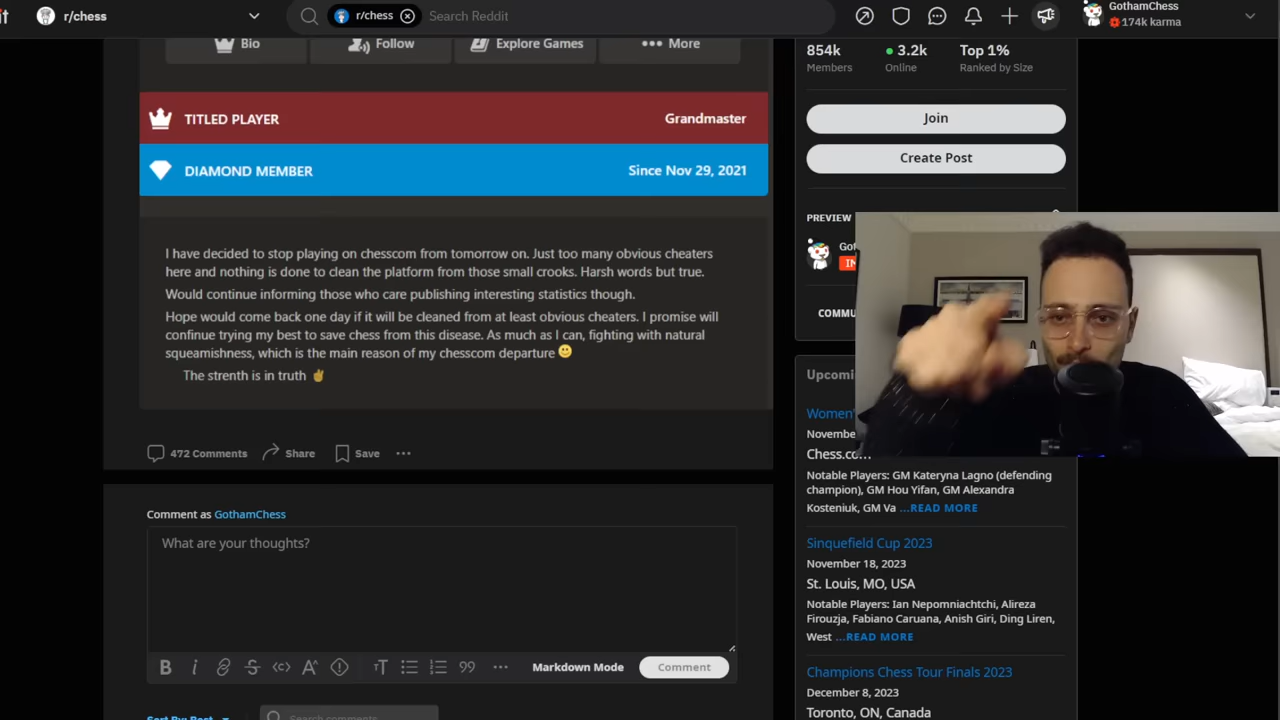 r/chess
r/chess
Search Reddit
GothamChess
174k karma
Bio
Follow
Explore Games
More
854k
3.2k
Top 1%
Members
Online
Ranked by Size
TITLED PLAYER
Grandmaster
Join
DIAMOND MEMBER
Since Nov 29, 2021
Create Post
PREVIEW
I have decided to stop playing on chesscom from tomorrow on. Just too many obvious cheaters
here and nothing is done to clean the platform from those small crooks. Harsh words but true.
Would continue informing those who care publishing interesting statistics though.
Hope would come back one day if it will be cleaned from at least obvious cheaters. I promise will
continue trying my best to save chess from this disease. As much as I can, fighting with natural
squeamishness, which is the main reason of my chesscom departure
The strenth is in truth
472 Comments
Share
Save
Chess.com
Notable Players: GM Kateryna Lagno (defending
champion), GM Hou Yifan, GM Alexandra
Kosteniuk, GM Va ...READ MORE
Comment as GothamChess
What are your thoughts?
Sinquefield Cup 2023
November 18, 2023
St. Louis, MO, USA
Notable Players: Ian Nepomniachtchi, Alireza
Firouzja, Fabiano Caruana, Anish Giri, Ding Liren,
West ...READ MORE
Markdown Mode
Comment
Champions Chess Tour Finals 2023
December 8, 2023
Toronto, ON, Canada
Search comments